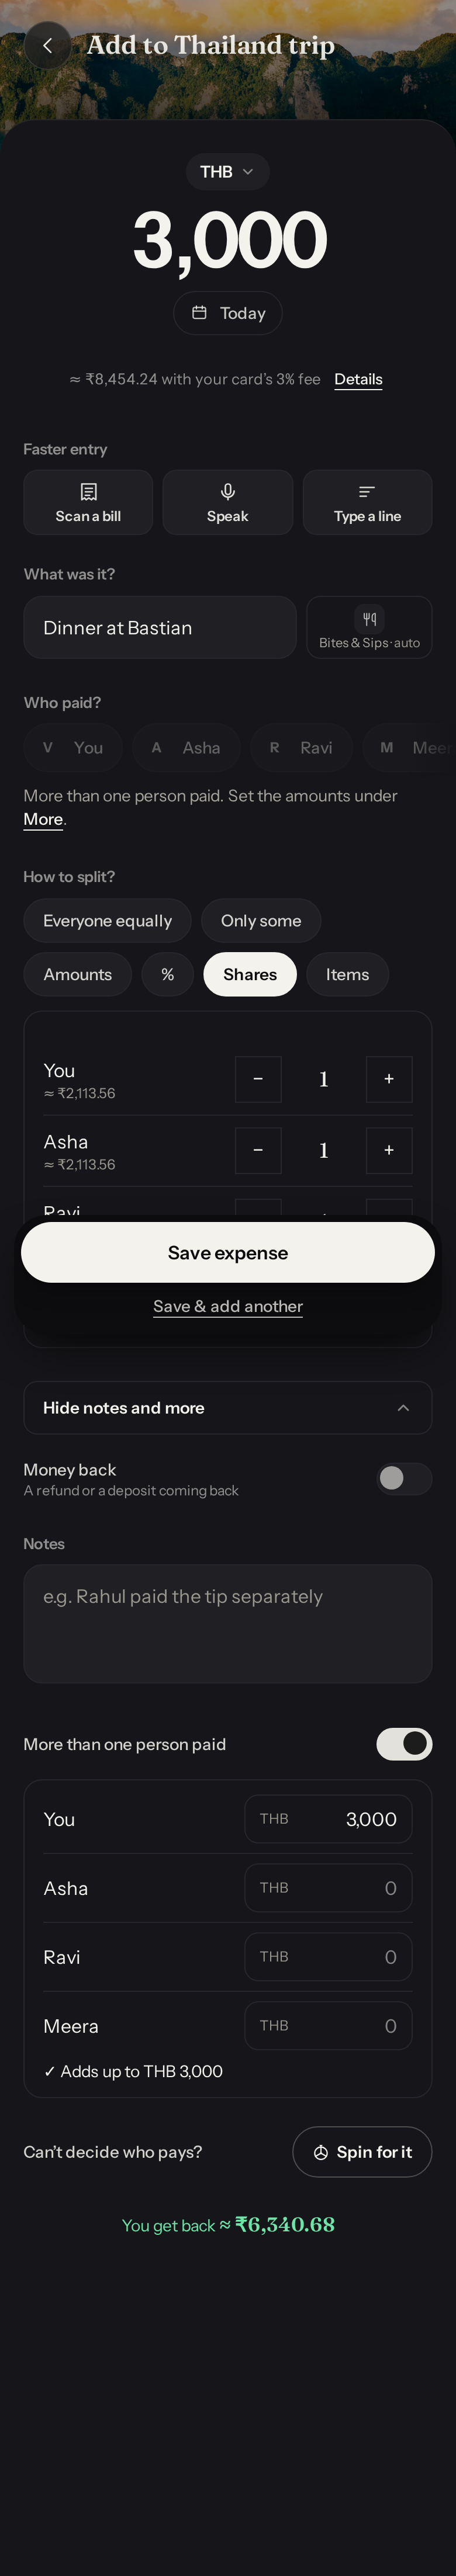 Add to Thailand trip
THB
3,000
Today
≈ ₹8,454.24 with your card's 3% fee Details
Faster entry
Scan a bill
Speak
Type a line
What was it?
Dinner at Bastian
Bites & Sips · auto
Who paid?
V You
A Asha
R Ravi
M Meer
More than one person paid. Set the amounts under
More.
How to split?
Everyone equally
Only some
Amounts
%
Shares
Items
You
≈ ₹2,113.56
− 1 +
Asha
≈ ₹2,113.56
− 1 +
Ravi
Save expense
Save & add another
Hide notes and more
Money back
A refund or a deposit coming back
Notes
e.g. Rahul paid the tip separately
More than one person paid
You THB 3,000
Asha THB 0
Ravi THB 0
Meera THB 0
✓ Adds up to THB 3,000
Can't decide who pays?
Spin for it
You get back ≈ ₹6,340.68